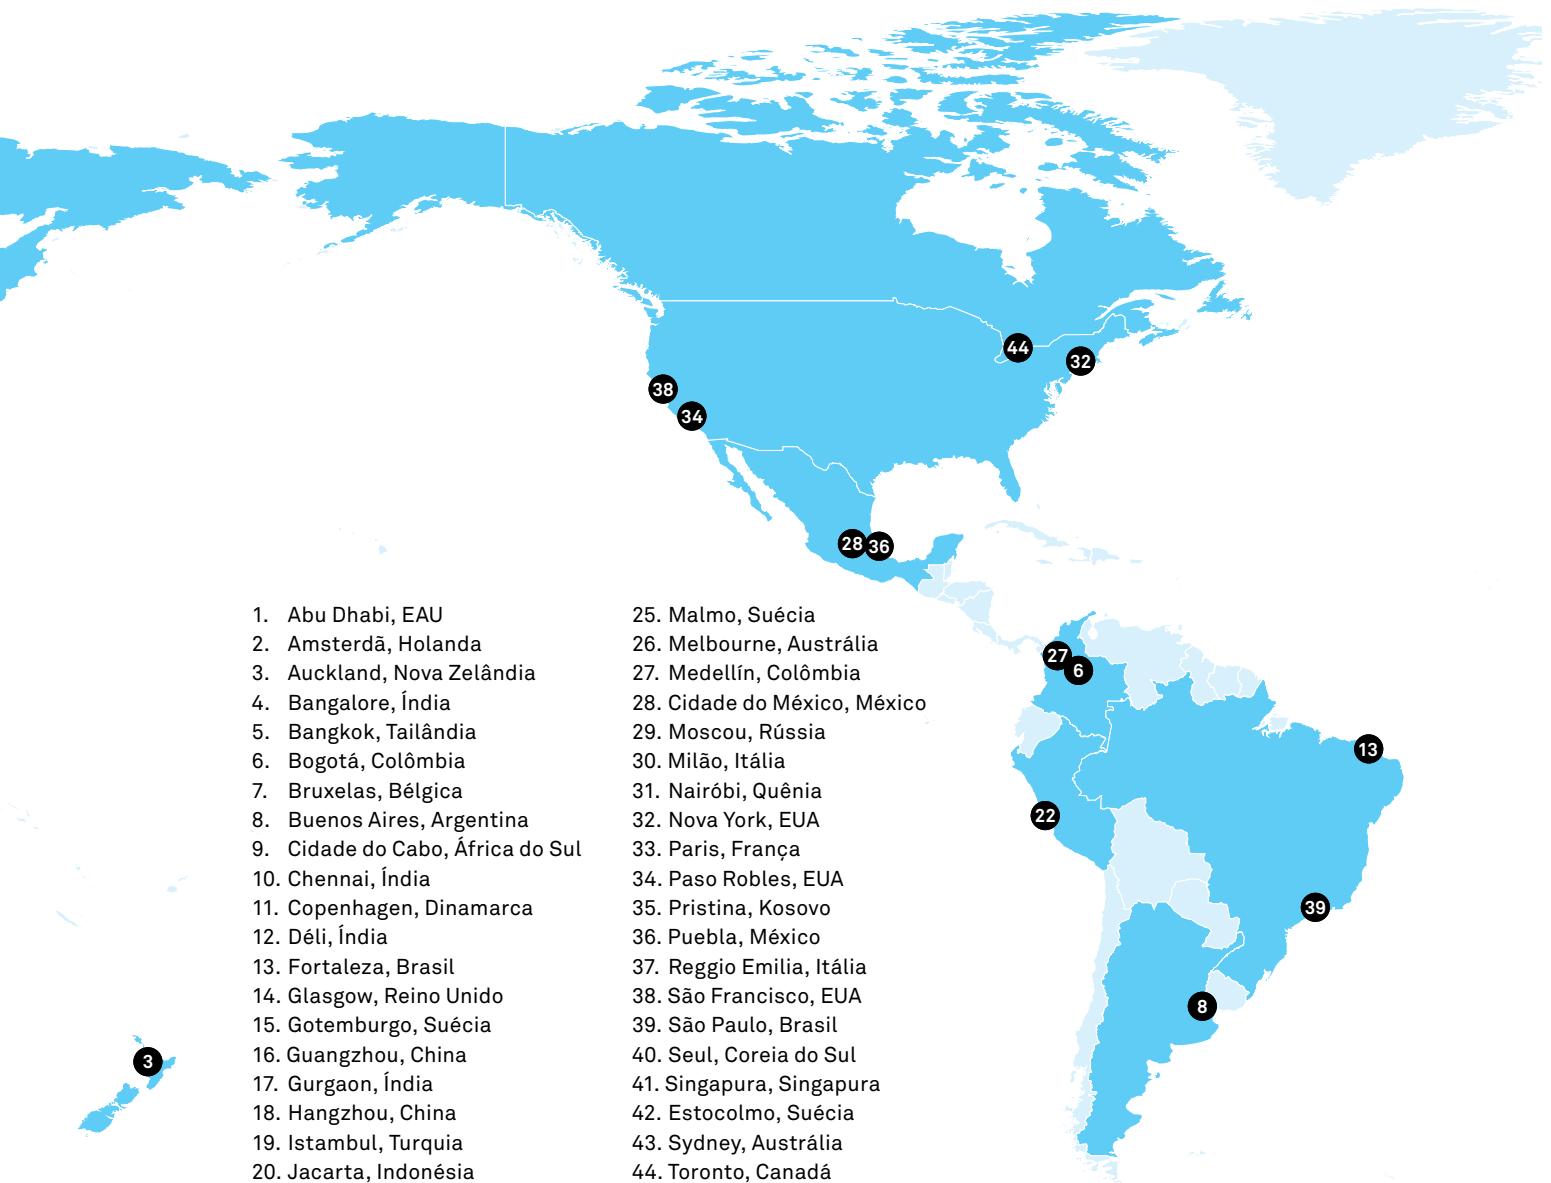 44
32
38
34
28 36
27
6
13
22
39
8
3
1. Abu Dhabi, EAU
2. Amsterdã, Holanda
3. Auckland, Nova Zelândia
4. Bangalore, Índia
5. Bangkok, Tailândia
6. Bogotá, Colômbia
7. Bruxelas, Bélgica
8. Buenos Aires, Argentina
9. Cidade do Cabo, África do Sul
10. Chennai, Índia
11. Copenhagen, Dinamarca
12. Déli, Índia
13. Fortaleza, Brasil
14. Glasgow, Reino Unido
15. Gotemburgo, Suécia
16. Guangzhou, China
17. Gurgaon, Índia
18. Hangzhou, China
19. Istambul, Turquia
20. Jacarta, Indonésia
25. Malmo, Suécia
26. Melbourne, Austrália
27. Medellín, Colômbia
28. Cidade do México, México
29. Moscou, Rússia
30. Milão, Itália
31. Nairóbi, Quênia
32. Nova York, EUA
33. Paris, França
34. Paso Robles, EUA
35. Pristina, Kosovo
36. Puebla, México
37. Reggio Emilia, Itália
38. São Francisco, EUA
39. São Paulo, Brasil
40. Seul, Coreia do Sul
41. Singapura, Singapura
42. Estocolmo, Suécia
43. Sydney, Austrália
44. Toronto, Canadá